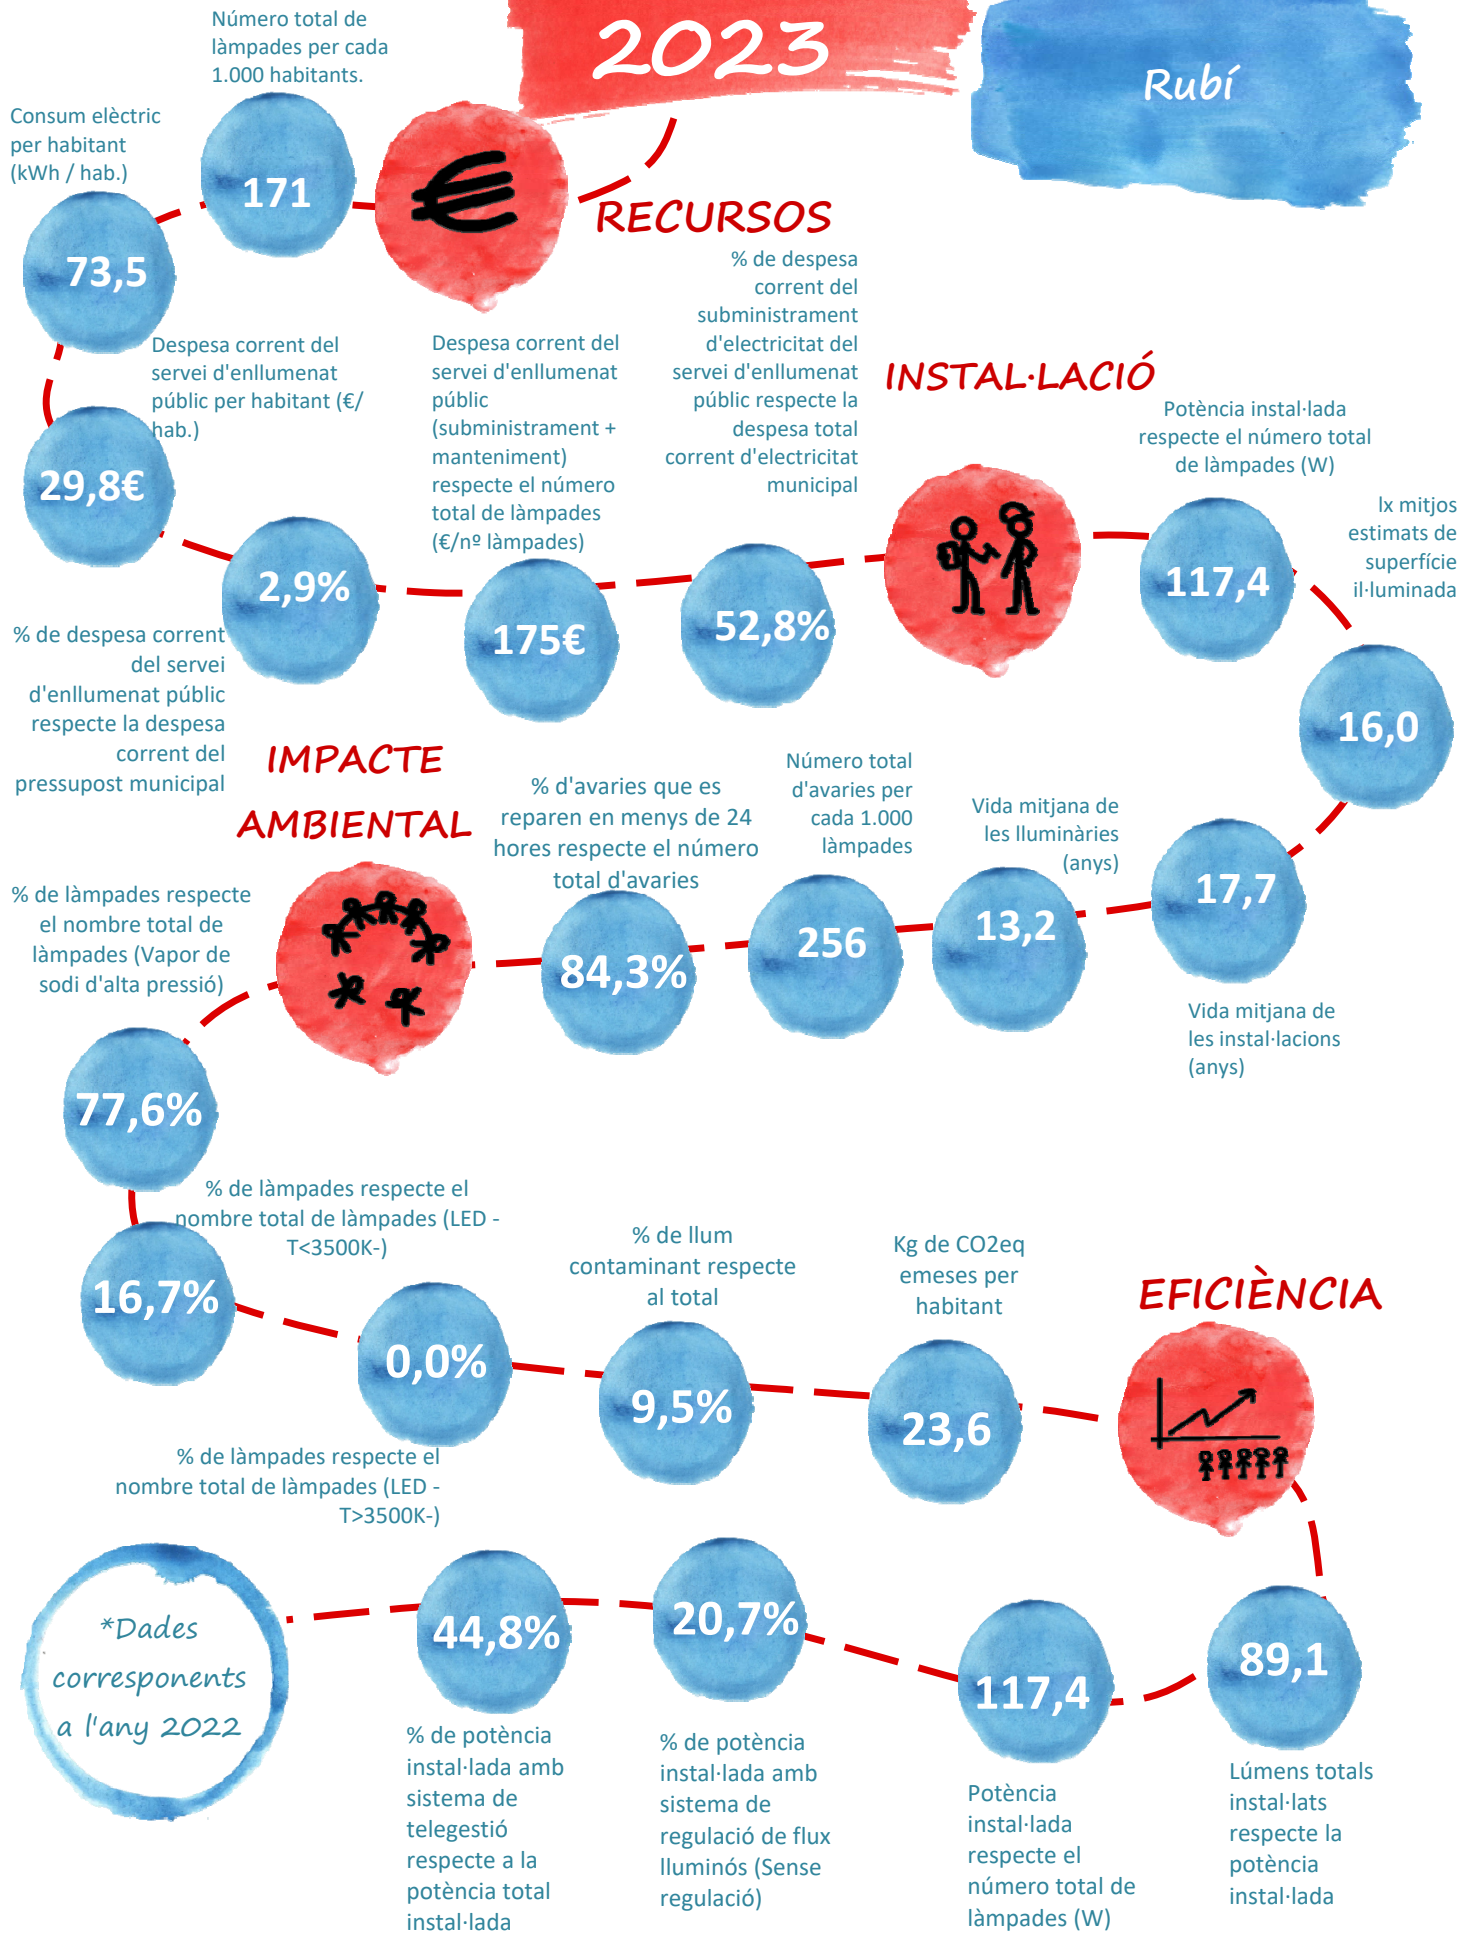 2023
Rubí
Número total de
làmpades per cada
1.000 habitants.
171
Consum elèctric
per habitant
(kWh / hab.)
73,5
RECURSOS
Despesa corrent del
servei d'enllumenat
públic per habitant (€/
hab.)
29,8€
2,9%
% de despesa corrent
del servei
d'enllumenat públic
respecte la despesa
corrent del
pressupost municipal
Despesa corrent del
servei d'enllumenat
públic
(subministrament +
manteniment)
respecte el número
total de làmpades
(€/nº làmpades)
175€
% de despesa
corrent del
subministrament
d'electricitat del
servei d'enllumenat
públic respecte la
despesa total
corrent d'electricitat
municipal
52,8%
INSTAL·LACIÓ
Potència instal·lada
respecte el número total
de làmpades (W)
117,4
lx mitjos
estimats de
superfície
il·luminada
16,0
17,7
Vida mitjana de
les instal·lacions
(anys)
Vida mitjana de
les lluminàries
(anys)
13,2
Número total
d'avaries per
cada 1.000
làmpades
256
% d'avaries que es
reparen en menys de 24
hores respecte el número
total d'avaries
84,3%
IMPACTE
AMBIENTAL
% de làmpades respecte
el nombre total de
làmpades (Vapor de
sodi d'alta pressió)
77,6%
% de làmpades respecte el
nombre total de làmpades (LED -
T<3500K-)
16,7%
0,0%
% de làmpades respecte el
nombre total de làmpades (LED -
T>3500K-)
% de llum
contaminant respecte
al total
9,5%
Kg de CO2eq
emeses per
habitant
23,6
EFICIÈNCIA
89,1
Lúmens totals
instal·lats
respecte la
potència
instal·lada
117,4
Potència
instal·lada
respecte el
número total de
làmpades (W)
20,7%
% de potència
instal·lada amb
sistema de
regulació de flux
lluminós (Sense
regulació)
44,8%
% de potència
instal·lada amb
sistema de
telegestió
respecte a la
potència total
instal·lada
*Dades
corresponents
a l'any 2022